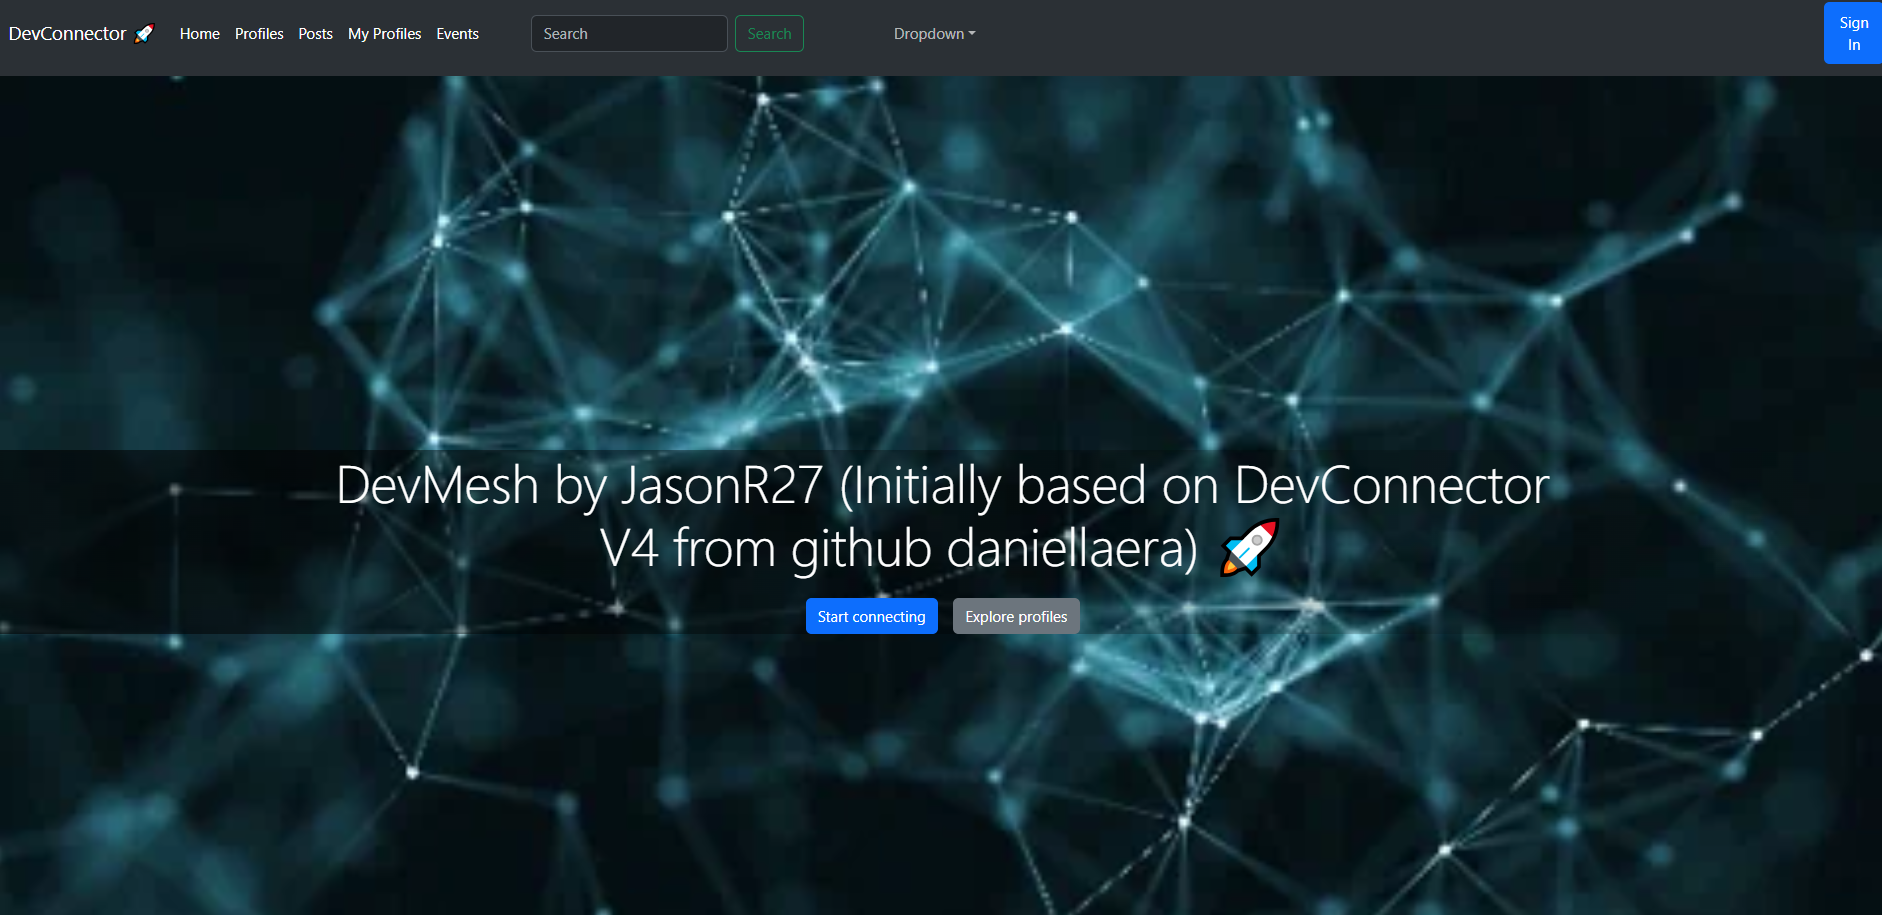 DevConnector 🚀 Home Profiles Posts My Profiles Events Search Search Dropdown Sign
In
DevMesh by JasonR27 (Initially based on DevConnector
V4 from github daniellaera) 🚀
Start connecting Explore profiles